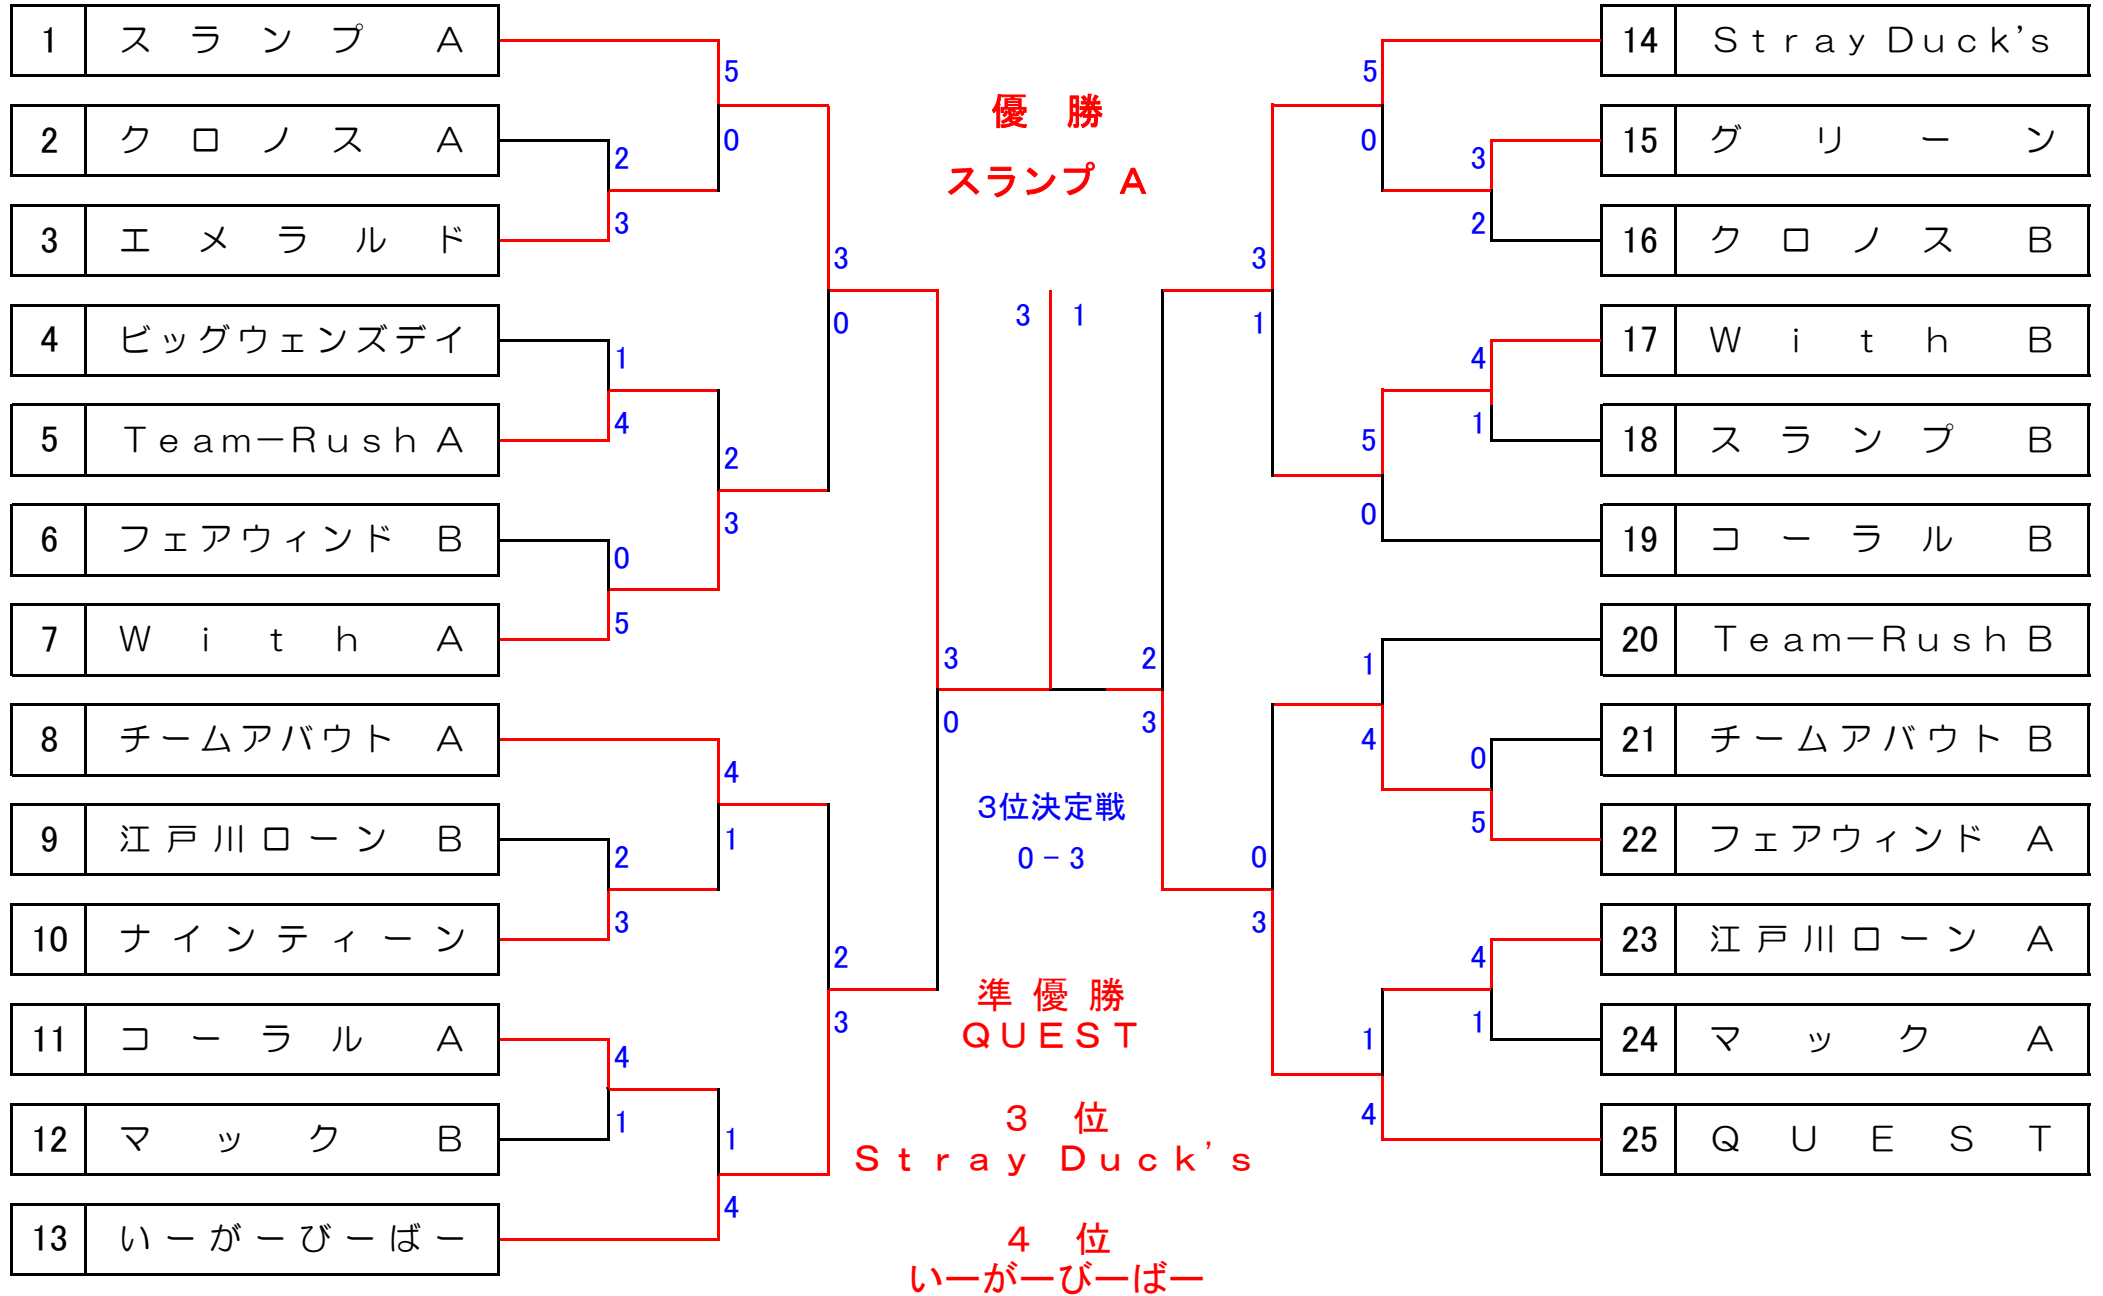 1 スランプ A
2 クロノス A
3 エメラルド
4 ビッグウェンズデイ
5 Team－Rush A
6 フェアウィンド B
7 With A
8 チームアバウト A
9 江戸川ローン B
10 ナインティーン
11 コーラル A
12 マック B
13 いーがーびーばー
5
0
2
3
1
4
0
5
2
3
4
1
2
3
4
1
1
4
3
0
2
3
3
0
優 勝
スランプ A
3 1
3位決定戦
0－3
準優勝
QUEST
3 位
Stray Duck's
4 位
いーがーびーばー
2
3
3
1
0
3
5
0
5
0
1
4
1
4
3
2
4
1
0
5
4
1
14 Stray Duck's
15 グリーン
16 クロノス B
17 With B
18 スランプ B
19 コーラル B
20 Team－Rush B
21 チームアバウト B
22 フェアウィンド A
23 江戸川ローン A
24 マック A
25 QUEST